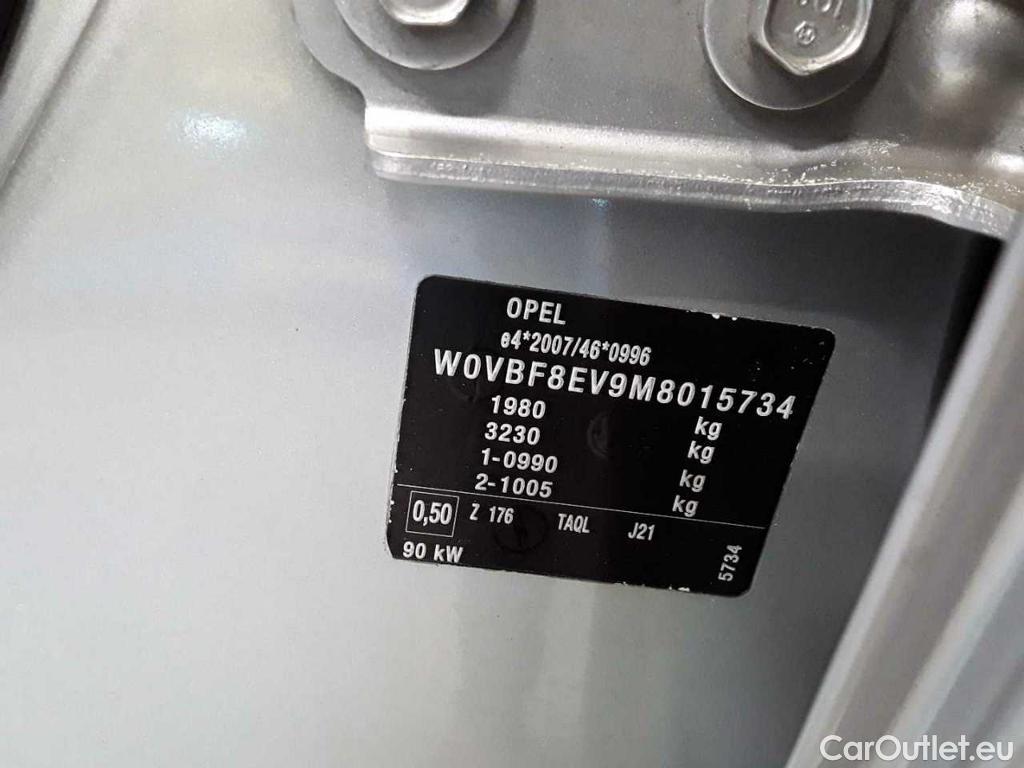 OPEL
e4*2007/46*0996
W0VBF8EV9M8015734
1980 kg
3230 kg
1-0990 kg
2-1005 kg
0,50 Z 176 TAQL J21
90 kW 5734
CarOutlet.eu